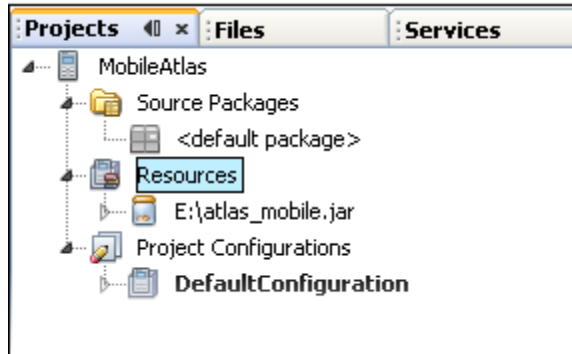 Projects Files Services
MobileAtlas
Source Packages
<default package>
Resources
E:\atlas_mobile.jar
Project Configurations
DefaultConfiguration